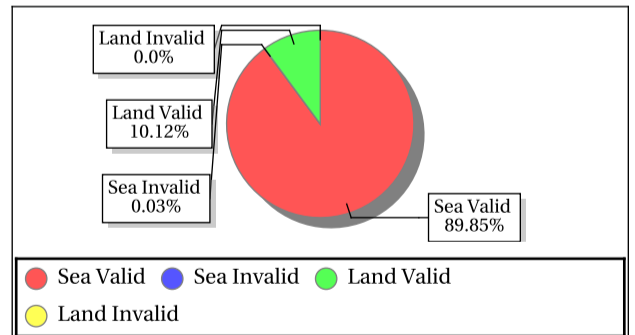 Land Invalid
0.0%
Land Valid
10.12%
Sea Invalid
0.03%
Sea Valid
89.85%
Sea Valid Sea Invalid Land Valid
Land Invalid